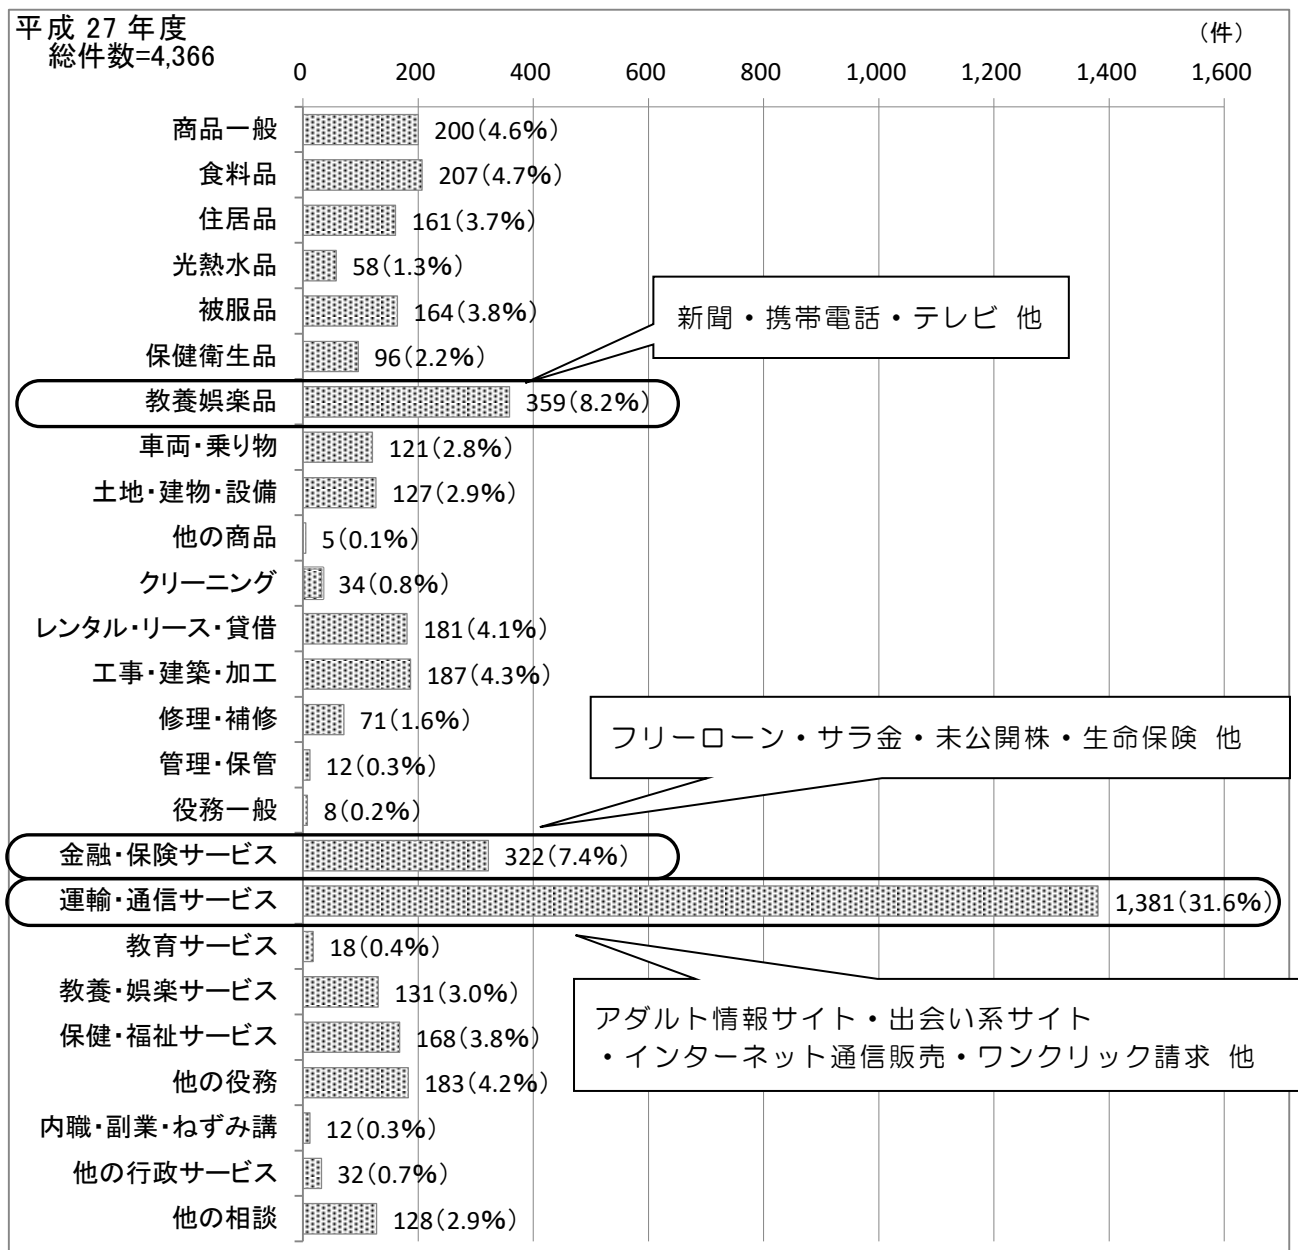 平成 27 年度
総件数=4,366
（件）
0 200 400 600 800 1,000 1,200 1,400 1,600
商品一般 200(4.6%)
食料品 207(4.7%)
住居品 161(3.7%)
光熱水品 58(1.3%)
被服品 164(3.8%)
新聞・携帯電話・テレビ 他
保健衛生品 96(2.2%)
教養娯楽品 359(8.2%)
車両・乗り物 121(2.8%)
土地・建物・設備 127(2.9%)
他の商品 5(0.1%)
クリーニング 34(0.8%)
レンタル・リース・貸借 181(4.1%)
工事・建築・加工 187(4.3%)
修理・補修 71(1.6%)
フリーローン・サラ金・未公開株・生命保険 他
管理・保管 12(0.3%)
役務一般 8(0.2%)
金融・保険サービス 322(7.4%)
運輸・通信サービス 1,381(31.6%)
教育サービス 18(0.4%)
教養・娯楽サービス 131(3.0%)
アダルト情報サイト・出会い系サイト
・インターネット通信販売・ワンクリック請求 他
保健・福祉サービス 168(3.8%)
他の役務 183(4.2%)
内職・副業・ねずみ講 12(0.3%)
他の行政サービス 32(0.7%)
他の相談 128(2.9%)